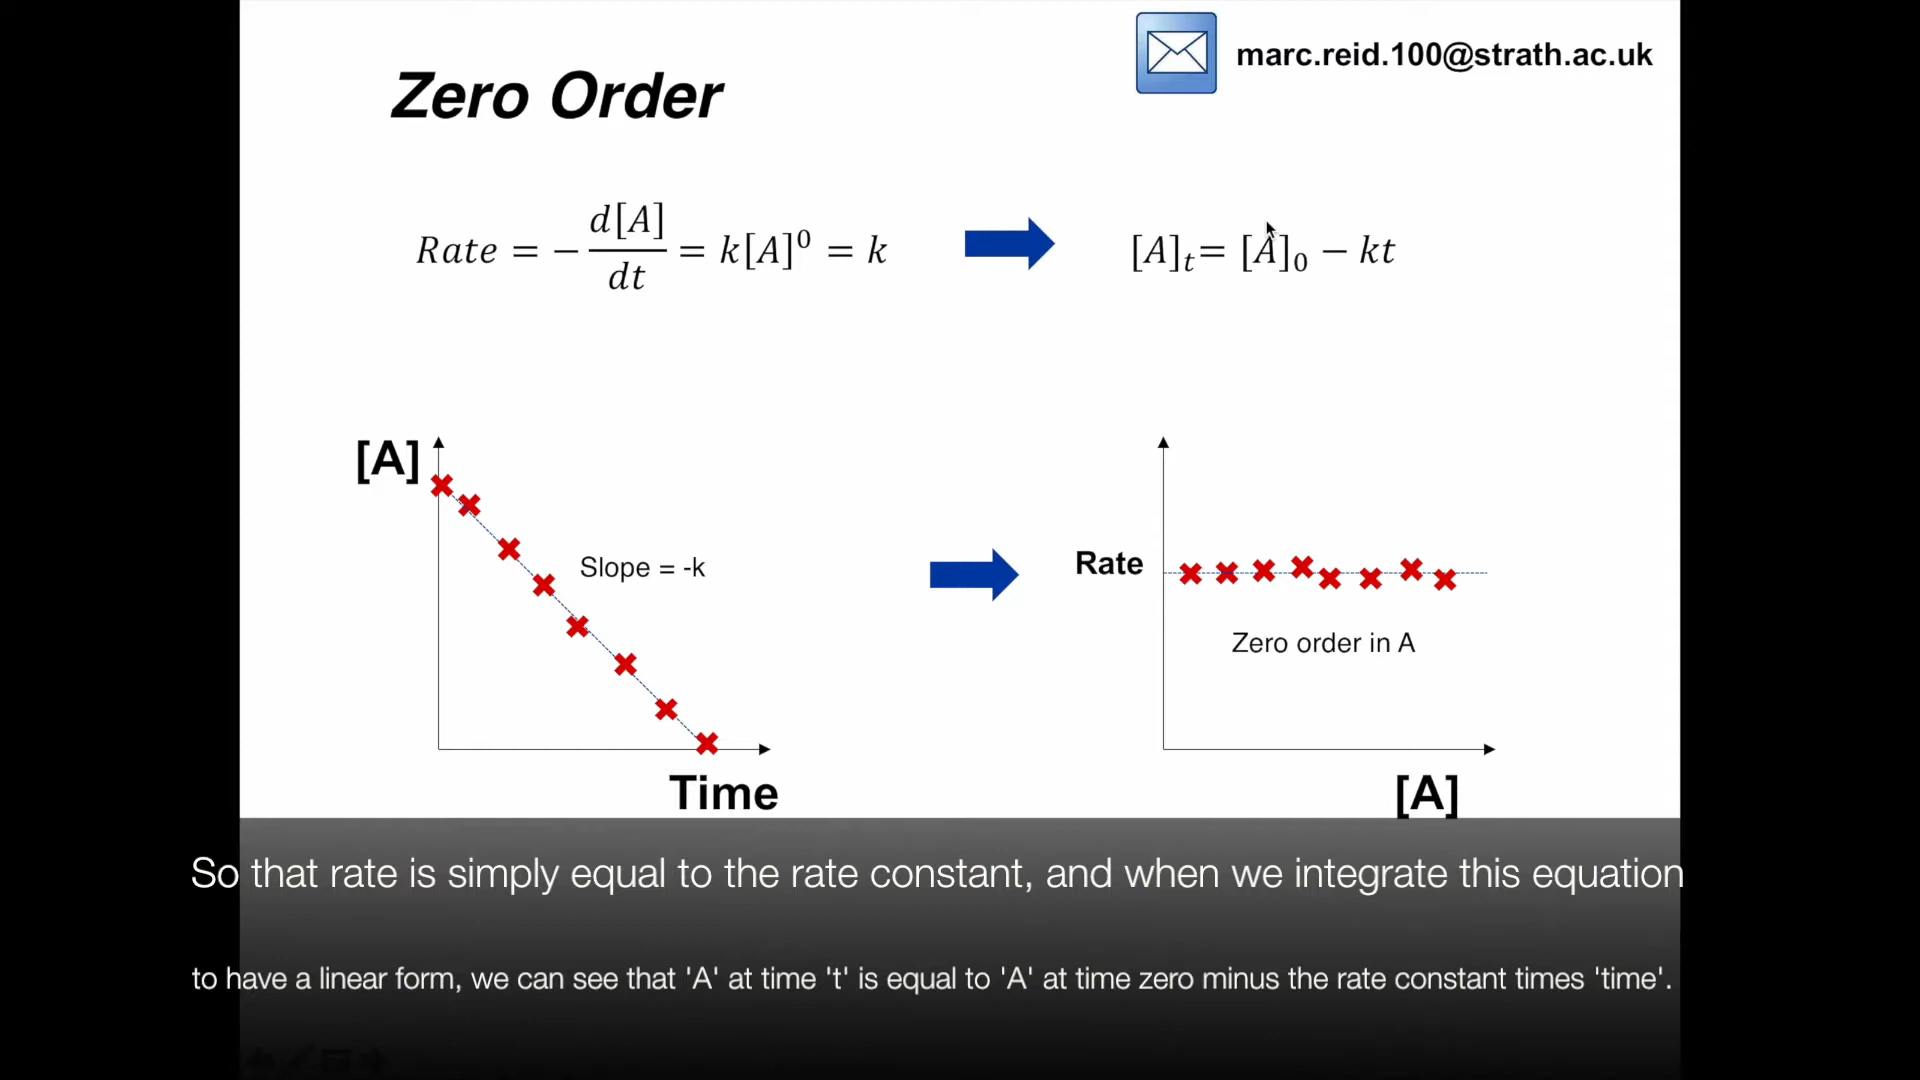 marc.reid.100@strath.ac.uk
Zero Order
Rate = − d[A]/dt = k[A]⁰ = k
[A]ₜ= [A]₀ − kt
[A]
Slope = -k
Time
Rate
Zero order in A
[A]
So that rate is simply equal to the rate constant, and when we integrate this equation
to have a linear form, we can see that 'A' at time 't' is equal to 'A' at time zero minus the rate constant times 'time'.